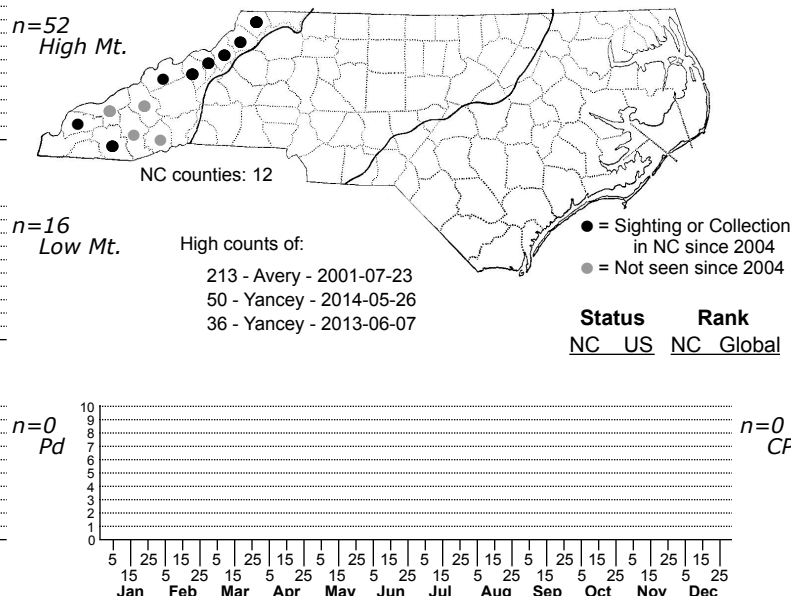 n=52
High Mt.
NC counties: 12
n=16
Low Mt.
High counts of:
213 - Avery - 2001-07-23
50 - Yancey - 2014-05-26
36 - Yancey - 2013-06-07
● = Sighting or Collection
in NC since 2004
● = Not seen since 2004
Status Rank
NC US NC Global
n=0
Pd
10
9
8
7
6
5
4
3
2
1
0
n=0
CP
5 25 15 5 25 15 5 25 15 5 25 15 5 25 15 5 25 15
15 5 25 15 5 25 15 5 25 15 5 25 15 5 25 15 5 25
Jan Feb Mar Apr May Jun Jul Aug Sep Oct Nov Dec